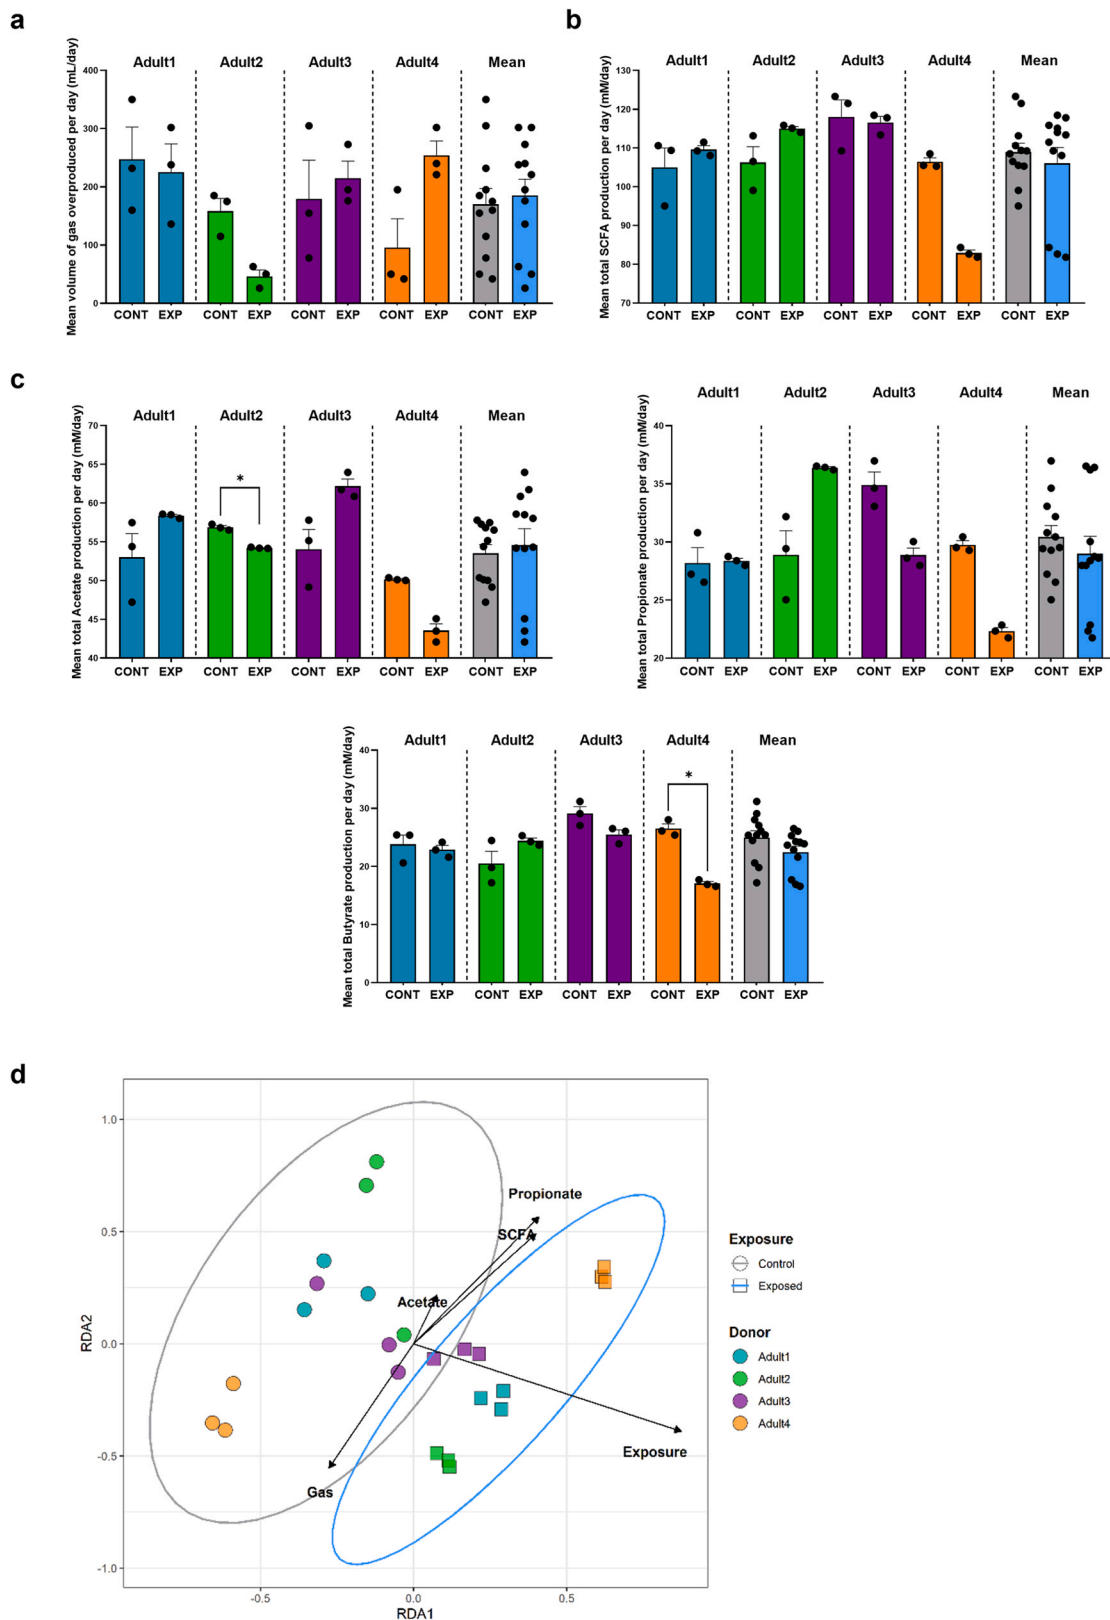 a
Adult1 Adult2 Adult3 Adult4 Mean
Mean volume of gas overproduced per day (mL/day)
400
300
200
100
0
CONT EXP CONT EXP CONT EXP CONT EXP CONT EXP
b
Adult1 Adult2 Adult3 Adult4 Mean
Mean total SCFA production per day (mM/day)
130
120
110
100
90
80
70
CONT EXP CONT EXP CONT EXP CONT EXP CONT EXP
c
Adult1 Adult2 Adult3 Adult4 Mean
Mean total Acetate production per day (mM/day)
70
65
60
55
50
45
40
*
CONT EXP CONT EXP CONT EXP CONT EXP CONT EXP
Adult1 Adult2 Adult3 Adult4 Mean
Mean total Propionate production per day (mM/day)
40
35
30
25
20
CONT EXP CONT EXP CONT EXP CONT EXP CONT EXP
Adult1 Adult2 Adult3 Adult4 Mean
Mean total Butyrate production per day (mM/day)
40
30
20
10
0
*
CONT EXP CONT EXP CONT EXP CONT EXP CONT EXP
d
RDA2
1.0
0.5
0.0
-0.5
-1.0
Propionate
SCFA
Acetate
Exposure
Gas
-0.5 0.0 0.5
RDA1
Exposure
Control
Exposed
Donor
Adult1
Adult2
Adult3
Adult4